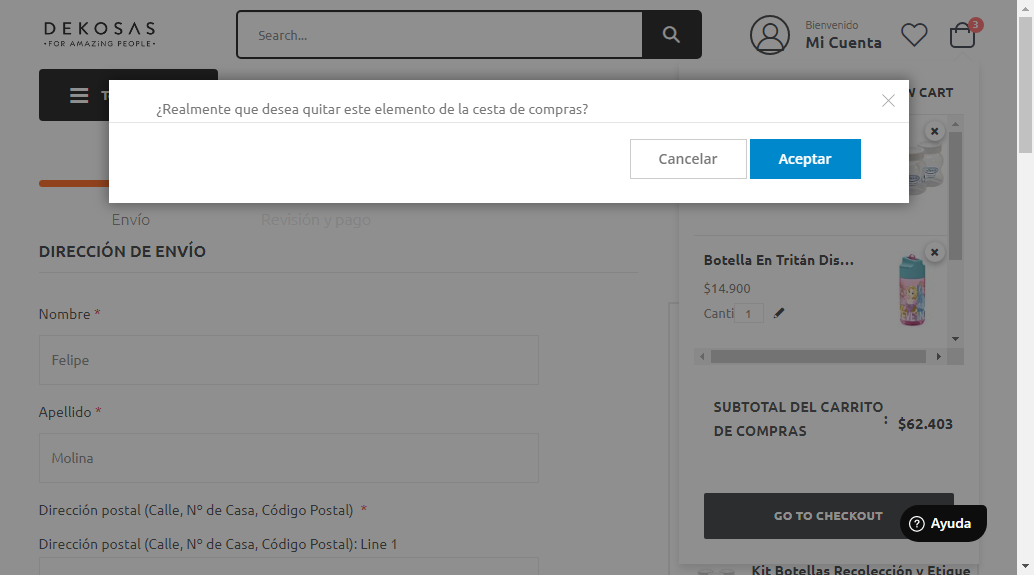 DEKOSAS
•FOR AMAZING PEOPLE•
Search...
Bienvenido
Mi Cuenta
3
W CART
¿Realmente que desea quitar este elemento de la cesta de compras?
Cancelar
Aceptar
Envío
Revisión y pago
DIRECCIÓN DE ENVÍO
Nombre *
Felipe
Apellido *
Molina
Dirección postal (Calle, Nº de Casa, Código Postal) *
Dirección postal (Calle, Nº de Casa, Código Postal): Line 1
Botella En Tritán Dis...
$14.900
Canti 1
SUBTOTAL DEL CARRITO
DE COMPRAS
: $62.403
GO TO CHECKOUT
Ayuda
Kit Botellas Recolección y Etique